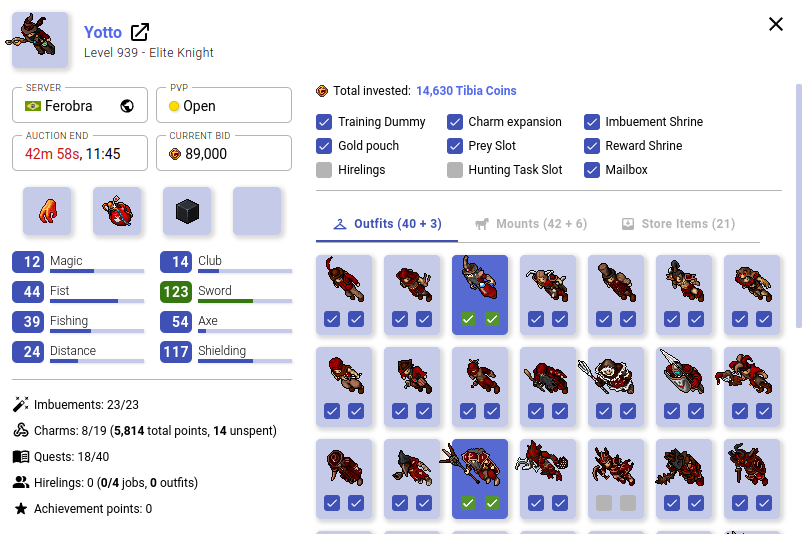 Yotto
Level 939 - Elite Knight
SERVER
Ferobra
PVP
Open
AUCTION END
42m 58s, 11:45
CURRENT BID
89,000
12 Magic
14 Club
44 Fist
123 Sword
39 Fishing
54 Axe
24 Distance
117 Shielding
Imbuements: 23/23
Charms: 8/19 (5,814 total points, 14 unspent)
Quests: 18/40
Hirelings: 0 (0/4 jobs, 0 outfits)
Achievement points: 0
Total invested: 14,630 Tibia Coins
Training Dummy
Charm expansion
Imbuement Shrine
Gold pouch
Prey Slot
Reward Shrine
Hirelings
Hunting Task Slot
Mailbox
Outfits (40 + 3)
Mounts (42 + 6)
Store Items (21)